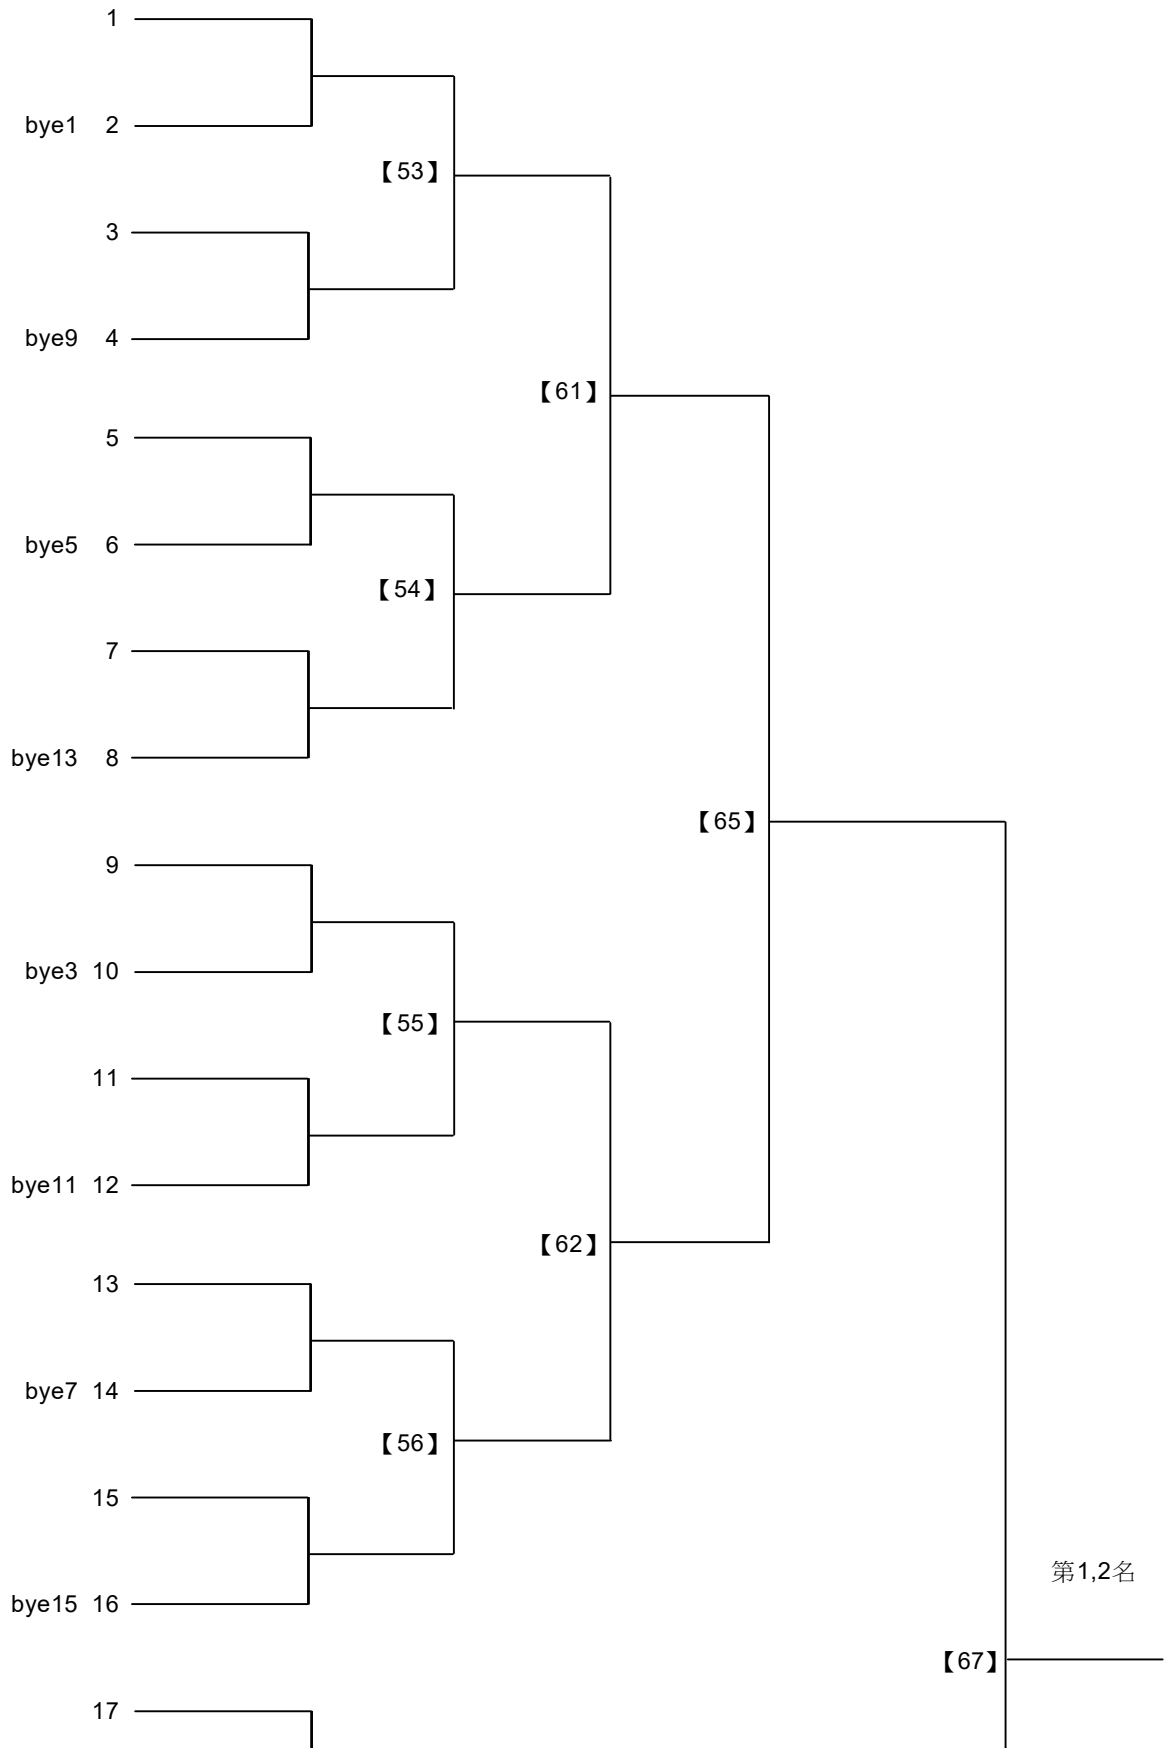 1
bye1 2
【53】
3
bye9 4
【61】
5
bye5 6
【54】
7
bye13 8
【65】
9
bye3 10
【55】
11
bye11 12
【62】
13
bye7 14
【56】
15
第1,2名
bye15 16
【67】
17